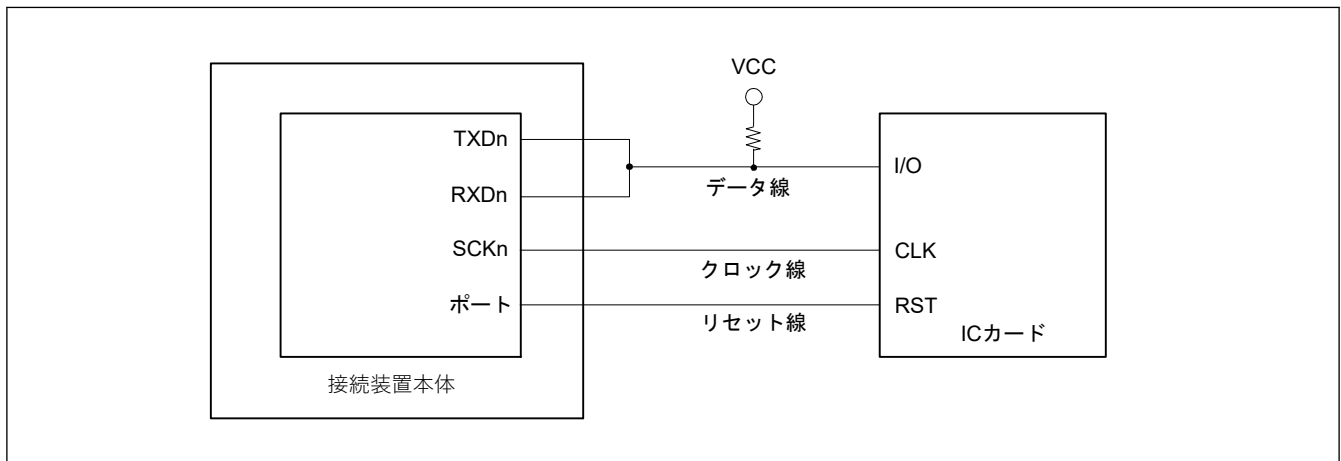 VCC
TXDn
I/O
データ線
RXDn
SCKn
CLK
クロック線
ポート
RST
リセット線
ICカード
接続装置本体